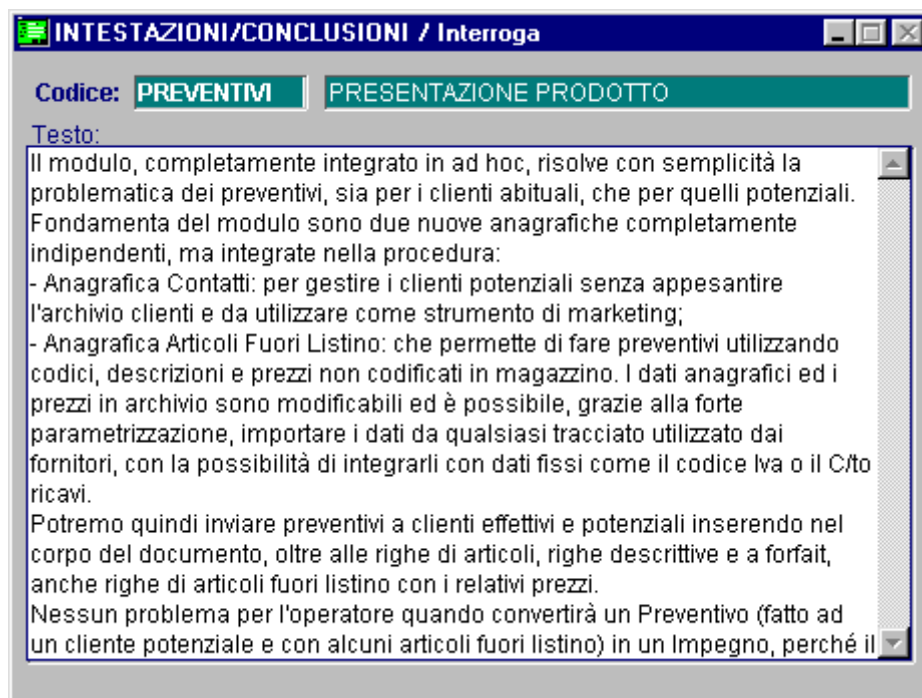 INTESTAZIONI/CONCLUSIONI / Interroga
Codice: PREVENTIVI PRESENTAZIONE PRODOTTO
Testo:
Il modulo, completamente integrato in ad hoc, risolve con semplicità la
problematica dei preventivi, sia per i clienti abituali, che per quelli potenziali.
Fondamenta del modulo sono due nuove anagrafiche completamente
indipendenti, ma integrate nella procedura:
- Anagrafica Contatti: per gestire i clienti potenziali senza appesantire
l'archivio clienti e da utilizzare come strumento di marketing;
- Anagrafica Articoli Fuori Listino: che permette di fare preventivi utilizzando
codici, descrizioni e prezzi non codificati in magazzino. I dati anagrafici ed i
prezzi in archivio sono modificabili ed è possibile, grazie alla forte
parametrizzazione, importare i dati da qualsiasi tracciato utilizzato dai
fornitori, con la possibilità di integrarli con dati fissi come il codice Iva o il C/to
ricavi.
Potremo quindi inviare preventivi a clienti effettivi e potenziali inserendo nel
corpo del documento, oltre alle righe di articoli, righe descrittive e a forfait,
anche righe di articoli fuori listino con i relativi prezzi.
Nessun problema per l'operatore quando convertirà un Preventivo (fatto ad
un cliente potenziale e con alcuni articoli fuori listino) in un Impegno, perché il